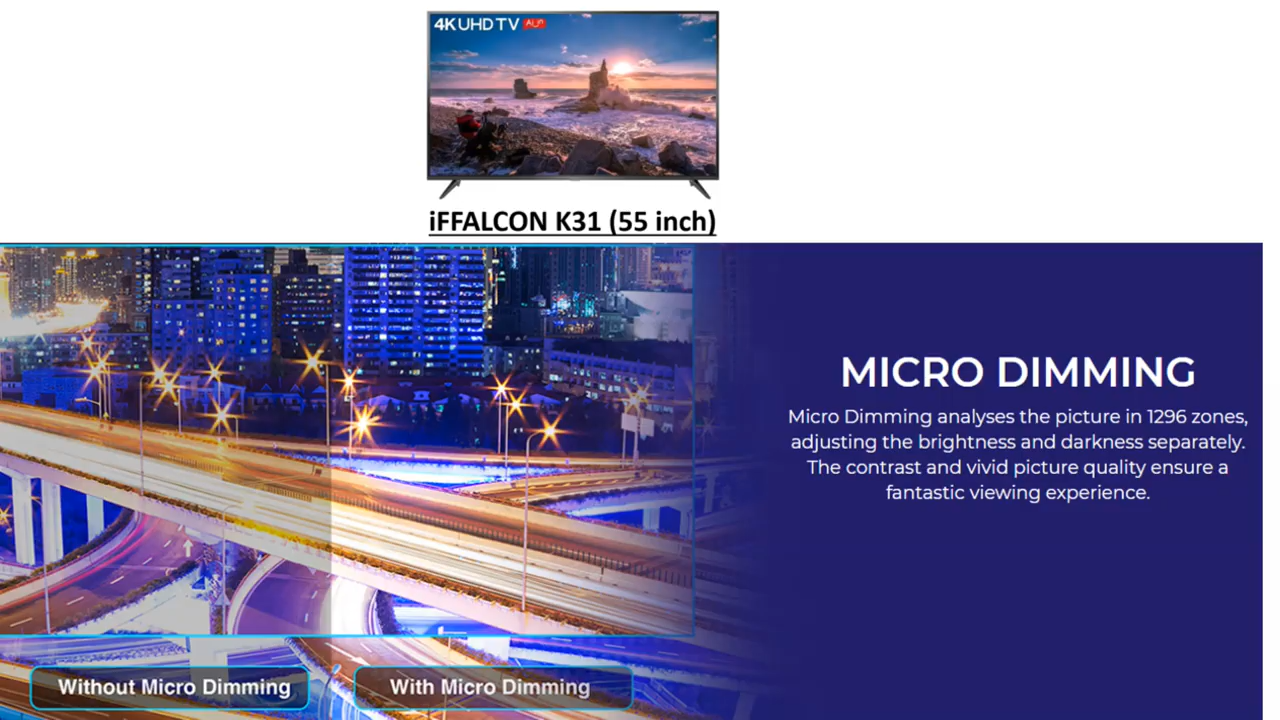 4K UHD TV AI
iFFALCON K31 (55 inch)
MICRO DIMMING
Micro Dimming analyses the picture in 1296 zones,
adjusting the brightness and darkness separately.
The contrast and vivid picture quality ensure a
fantastic viewing experience.
Without Micro Dimming
With Micro Dimming